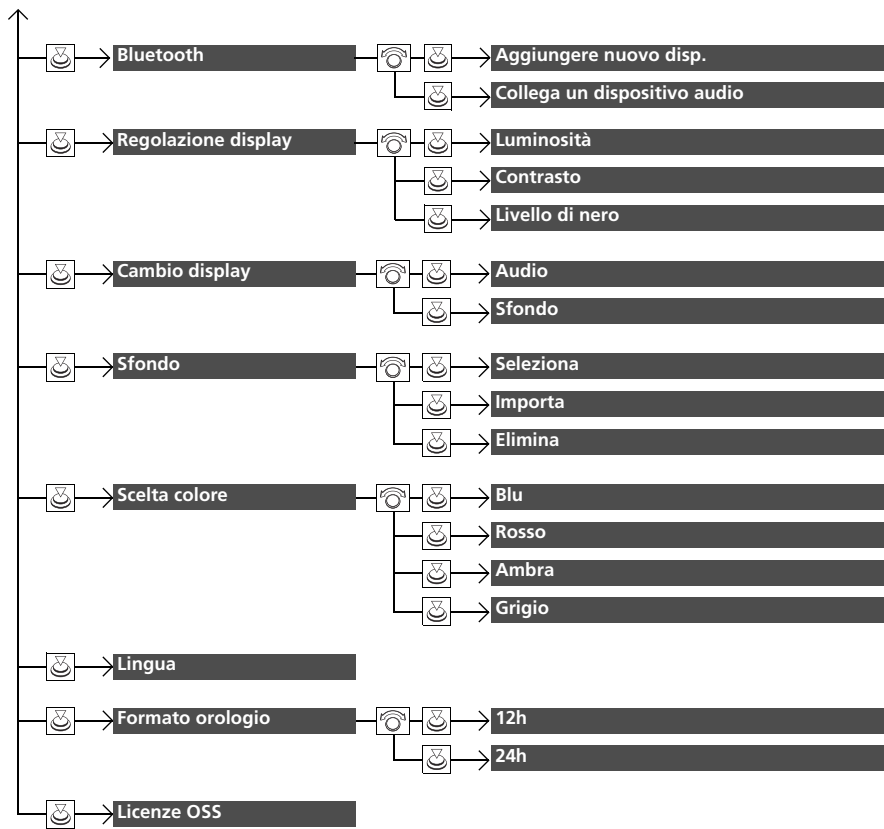 Bluetooth
Aggiungere nuovo disp.
Collega un dispositivo audio
Regolazione display
Luminosità
Contrasto
Livello di nero
Cambio display
Audio
Sfondo
Sfondo
Seleziona
Importa
Elimina
Scelta colore
Blu
Rosso
Ambra
Grigio
Lingua
Formato orologio
12h
24h
Licenze OSS